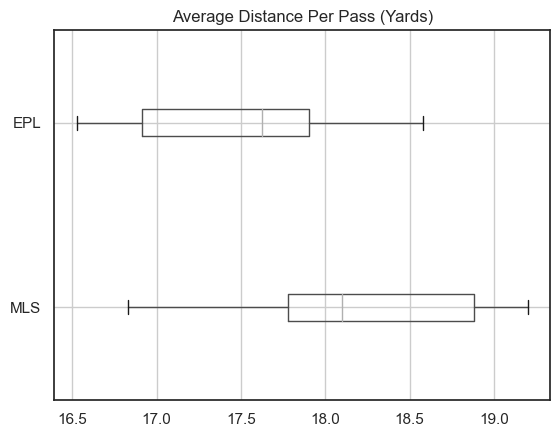 Average Distance Per Pass (Yards)
EPL
MLS
16.5 17.0 17.5 18.0 18.5 19.0